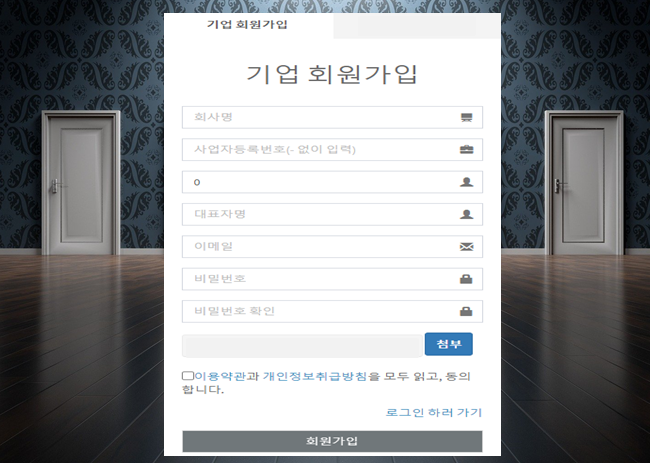 기업 회원가입
기업 회원가입
회사명
사업자등록번호(- 없이 입력)
0
대표자명
이메일
비밀번호
비밀번호 확인
첨부
이용약관과 개인정보취급방침을 모두 읽고, 동의
합니다.
로그인 하러 가기
회원가입